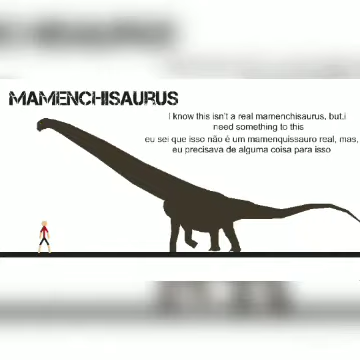 MAMENCHISAURUS
I know this isn't a real mamenchisaurus, but.i
need something to this
eu sei que isso não é um mamenquissauro real, mas,
eu precisava de alguma coisa para isso